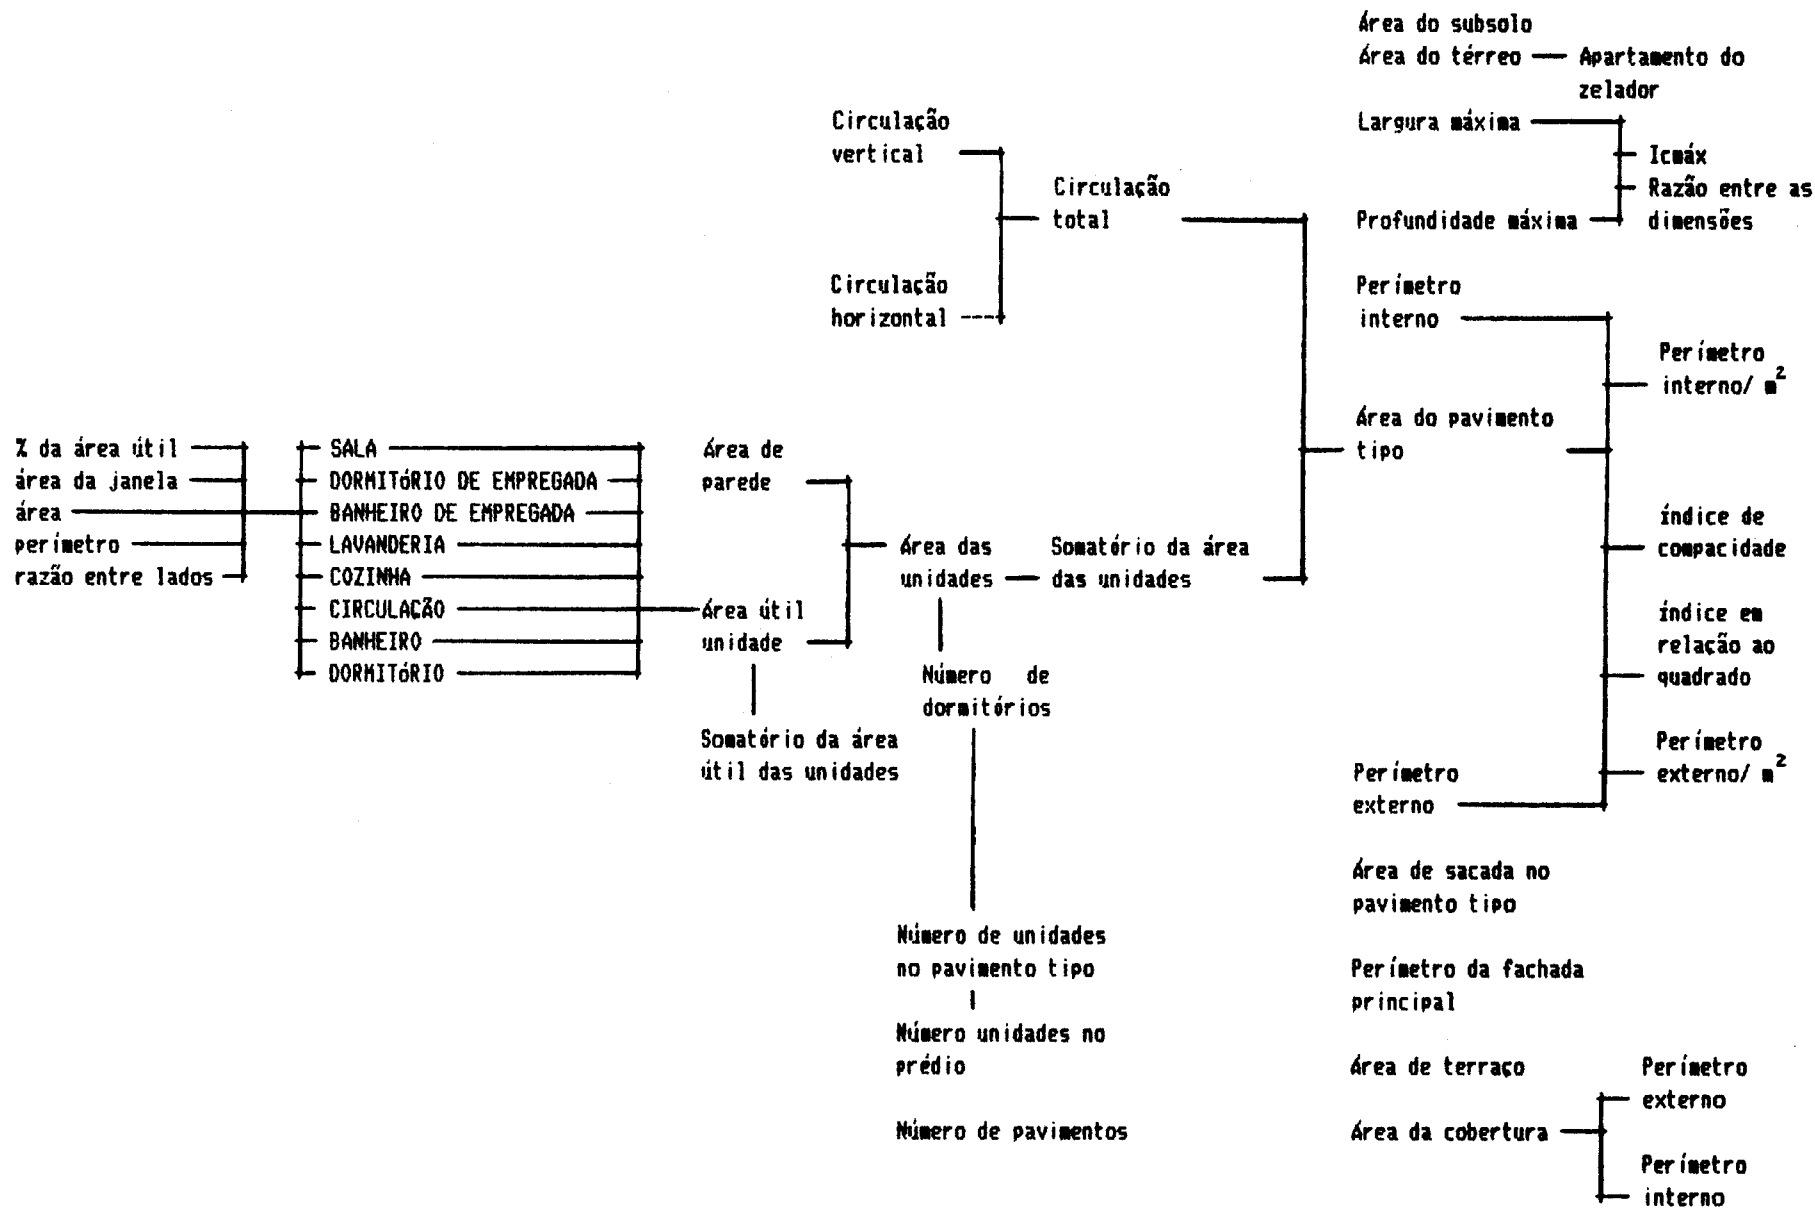 Área do subsolo
Área do térreo
Apartamento do
zelador
Largura máxima
Icmáx
Razão entre as
dimensões
Profundidade máxima
Circulação
vertical
Circulação
total
Circulação
horizontal
Perímetro
interno
Perímetro
interno/ m²
Área do pavimento
tipo
% da área útil
área da janela
área
perímetro
razão entre lados
SALA
DORMITóRIO DE EMPREGADA
BANHEIRO DE EMPREGADA
LAVANDERIA
COZINHA
CIRCULAÇÃO
BANHEIRO
DORMITóRIO
Área de
parede
Área útil
unidade
Somatório da área
útil das unidades
Área das
unidades
Somatório da área
das unidades
Número de
dormitórios
Número de unidades
no pavimento tipo
Número unidades no
prédio
Número de pavimentos
índice de
compacidade
índice em
relação ao
quadrado
Perímetro
externo/ m²
Perímetro
externo
Área de sacada no
pavimento tipo
Perímetro da fachada
principal
Área de terraço
Área da cobertura
Perímetro
externo
Perímetro
interno